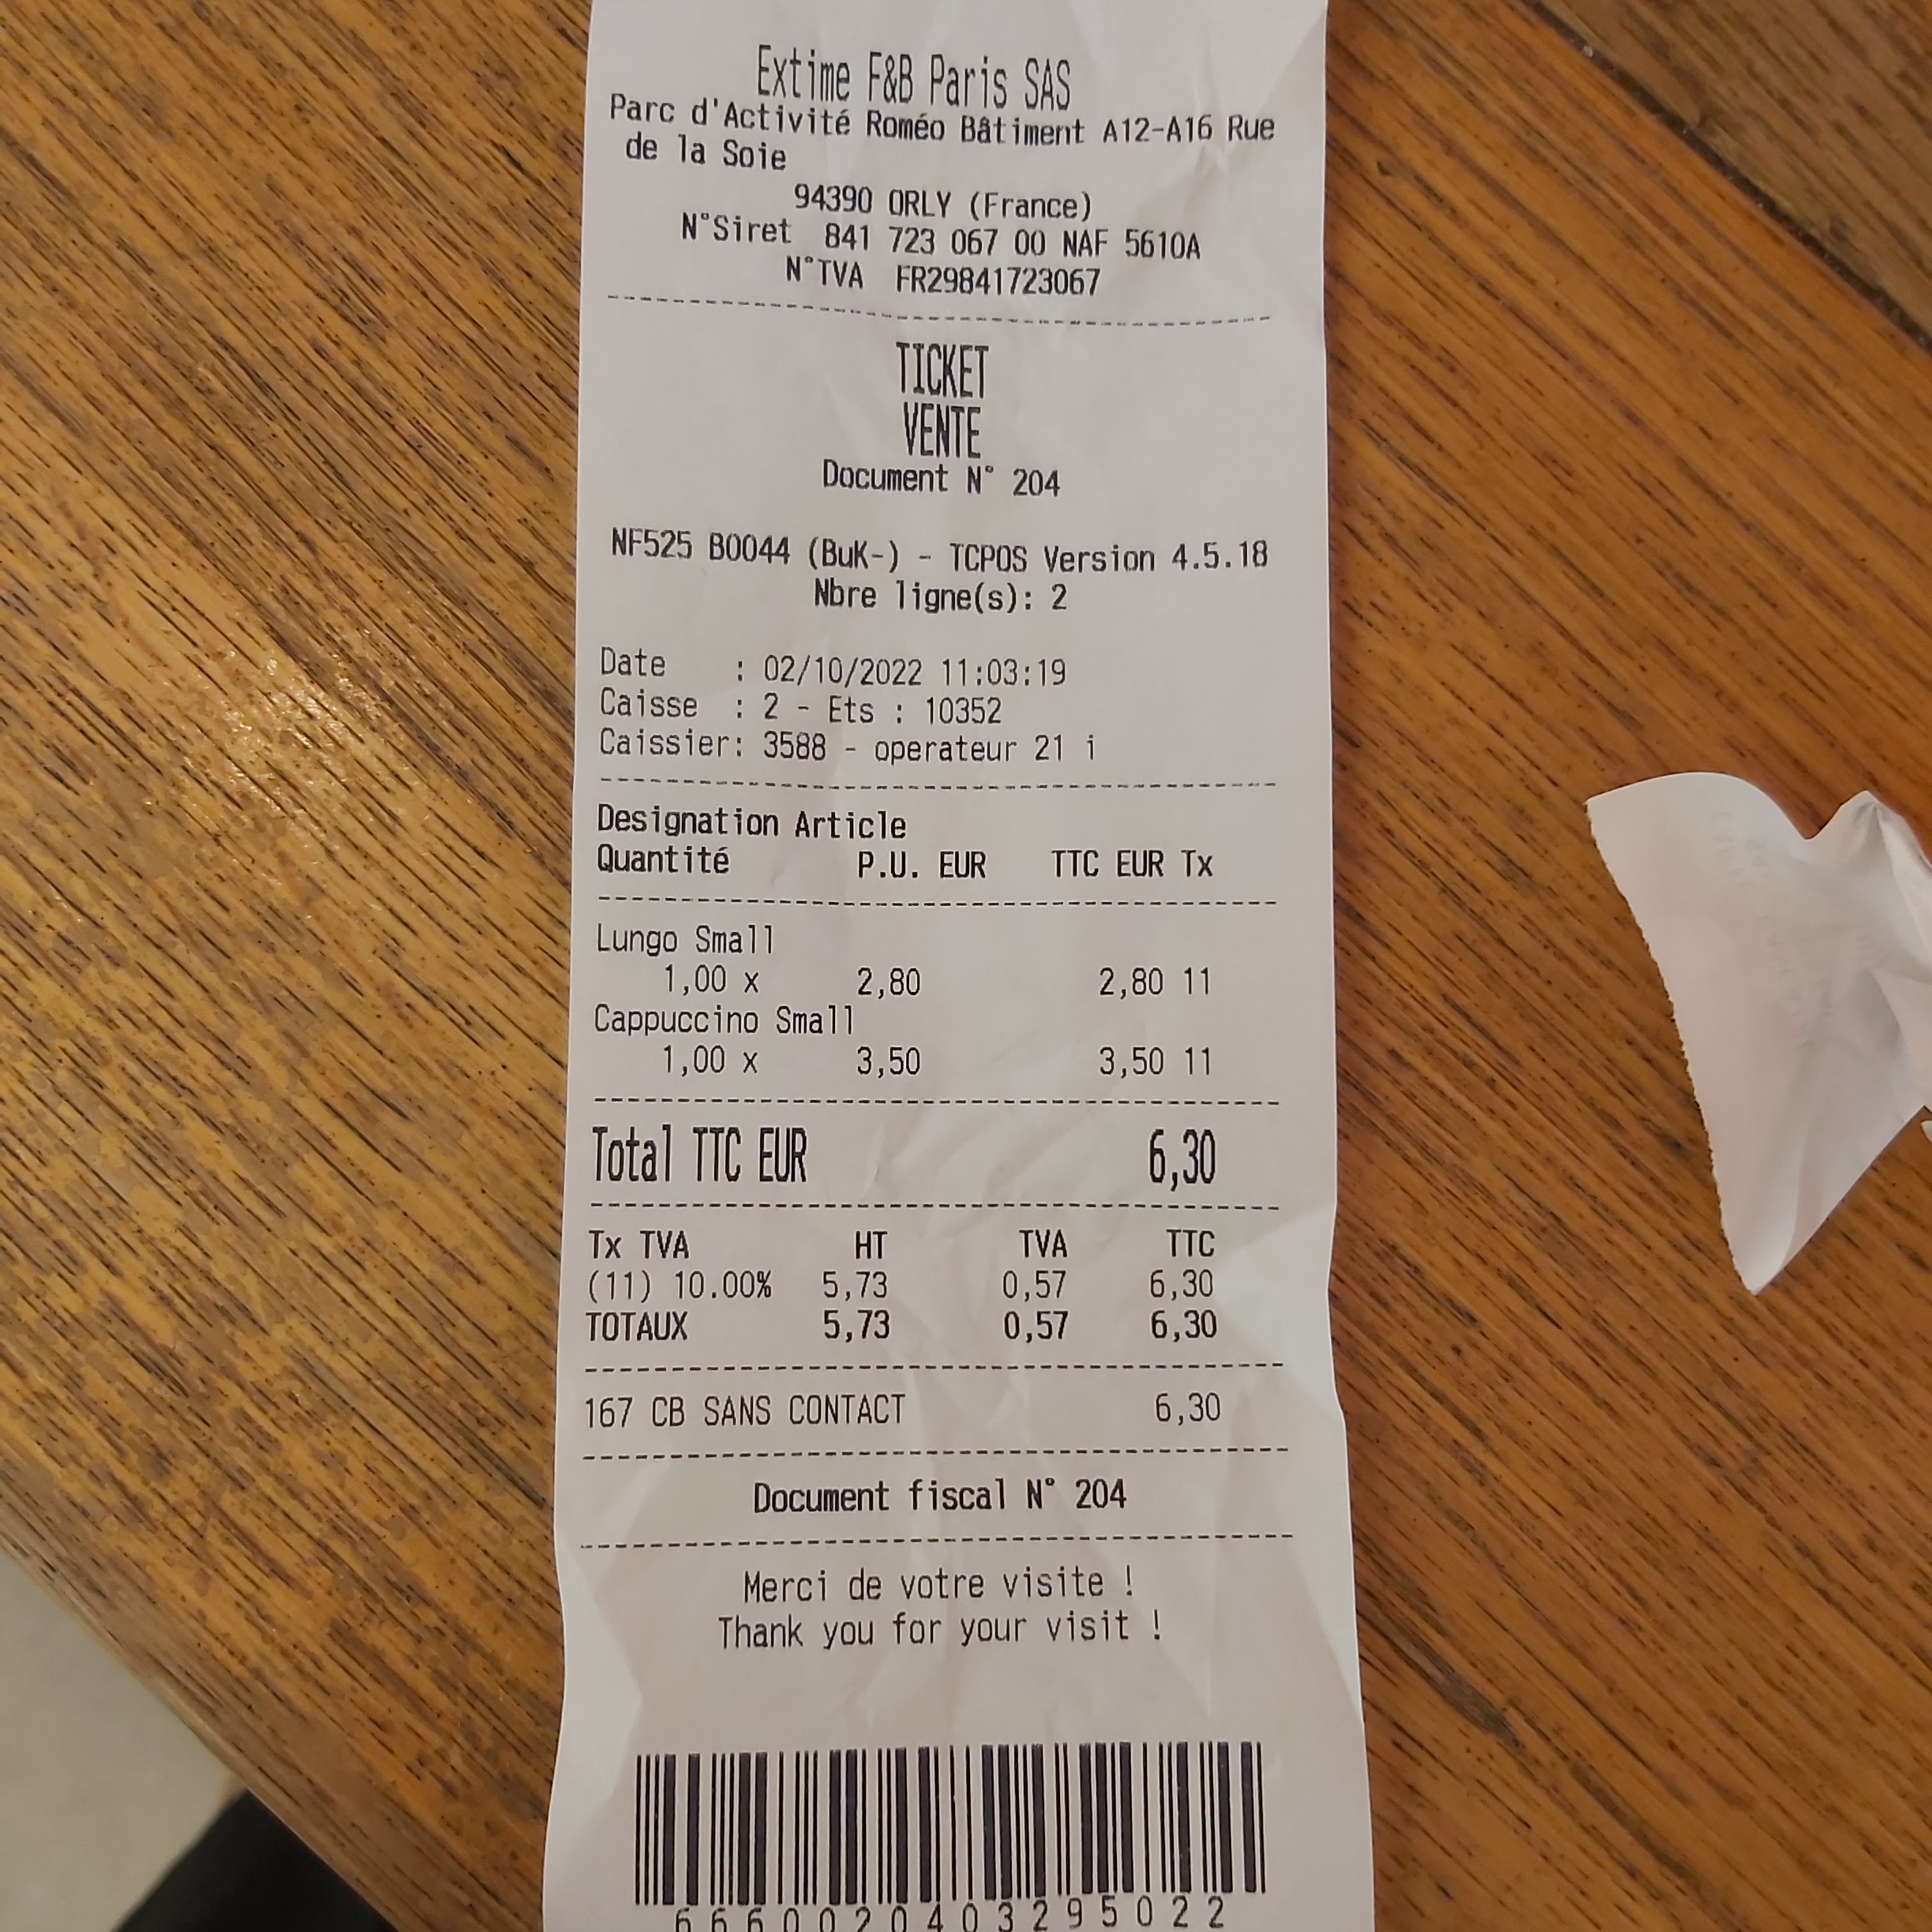 Extime F&B Paris SAS
Parc d'Activité Roméo Bâtiment A12-A16 Rue
de la Soie
94390 ORLY (France)
N°Siret 841 723 067 00 NAF 5610A
N°TVA FR29841723067
TICKET
VENTE
Document N° 204
NF525 B0044 (BuK-) - TCPOS Version 4.5.18
Nbre ligne(s): 2
Date : 02/10/2022 11:03:19
Caisse : 2 - Ets : 10352
Caissier: 3588 - operateur 21 i
Designation Article
Quantité P.U. EUR TTC EUR Tx
Lungo Small
1,00 x 2,80 2,80 11
Cappuccino Small
1,00 x 3,50 3,50 11
Total TTC EUR 6,30
Tx TVA HT TVA TTC
(11) 10.00% 5,73 0,57 6,30
TOTAUX 5,73 0,57 6,30
167 CB SANS CONTACT 6,30
Document fiscal N° 204
Merci de votre visite !
Thank you for your visit !
6660020403295022